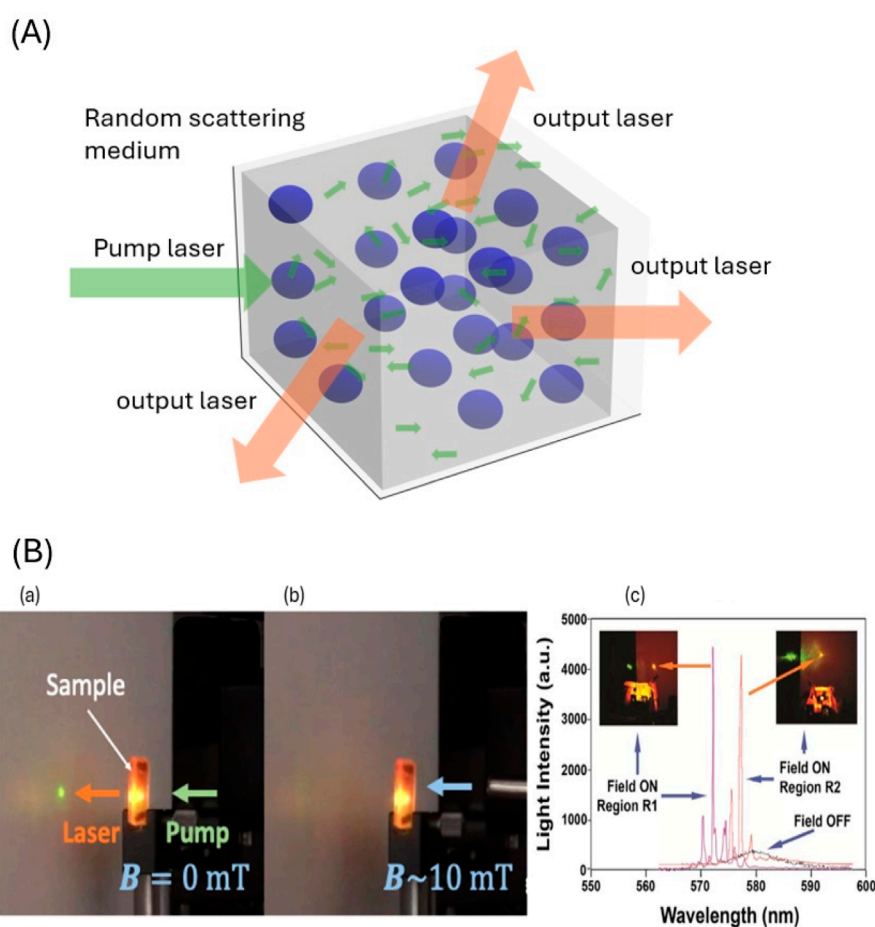 (A)
Random scattering
medium
output laser
Pump laser
output laser
output laser
(B)
(a)
(b)
(c)
Sample
Laser
Pump
B = 0 mT
B~10 mT
Light Intensity (a.u.)
5000
4000
3000
2000
1000
0
Field ON
Region R1
Field ON
Region R2
Field OFF
550
560
570
580
590
600
Wavelength (nm)